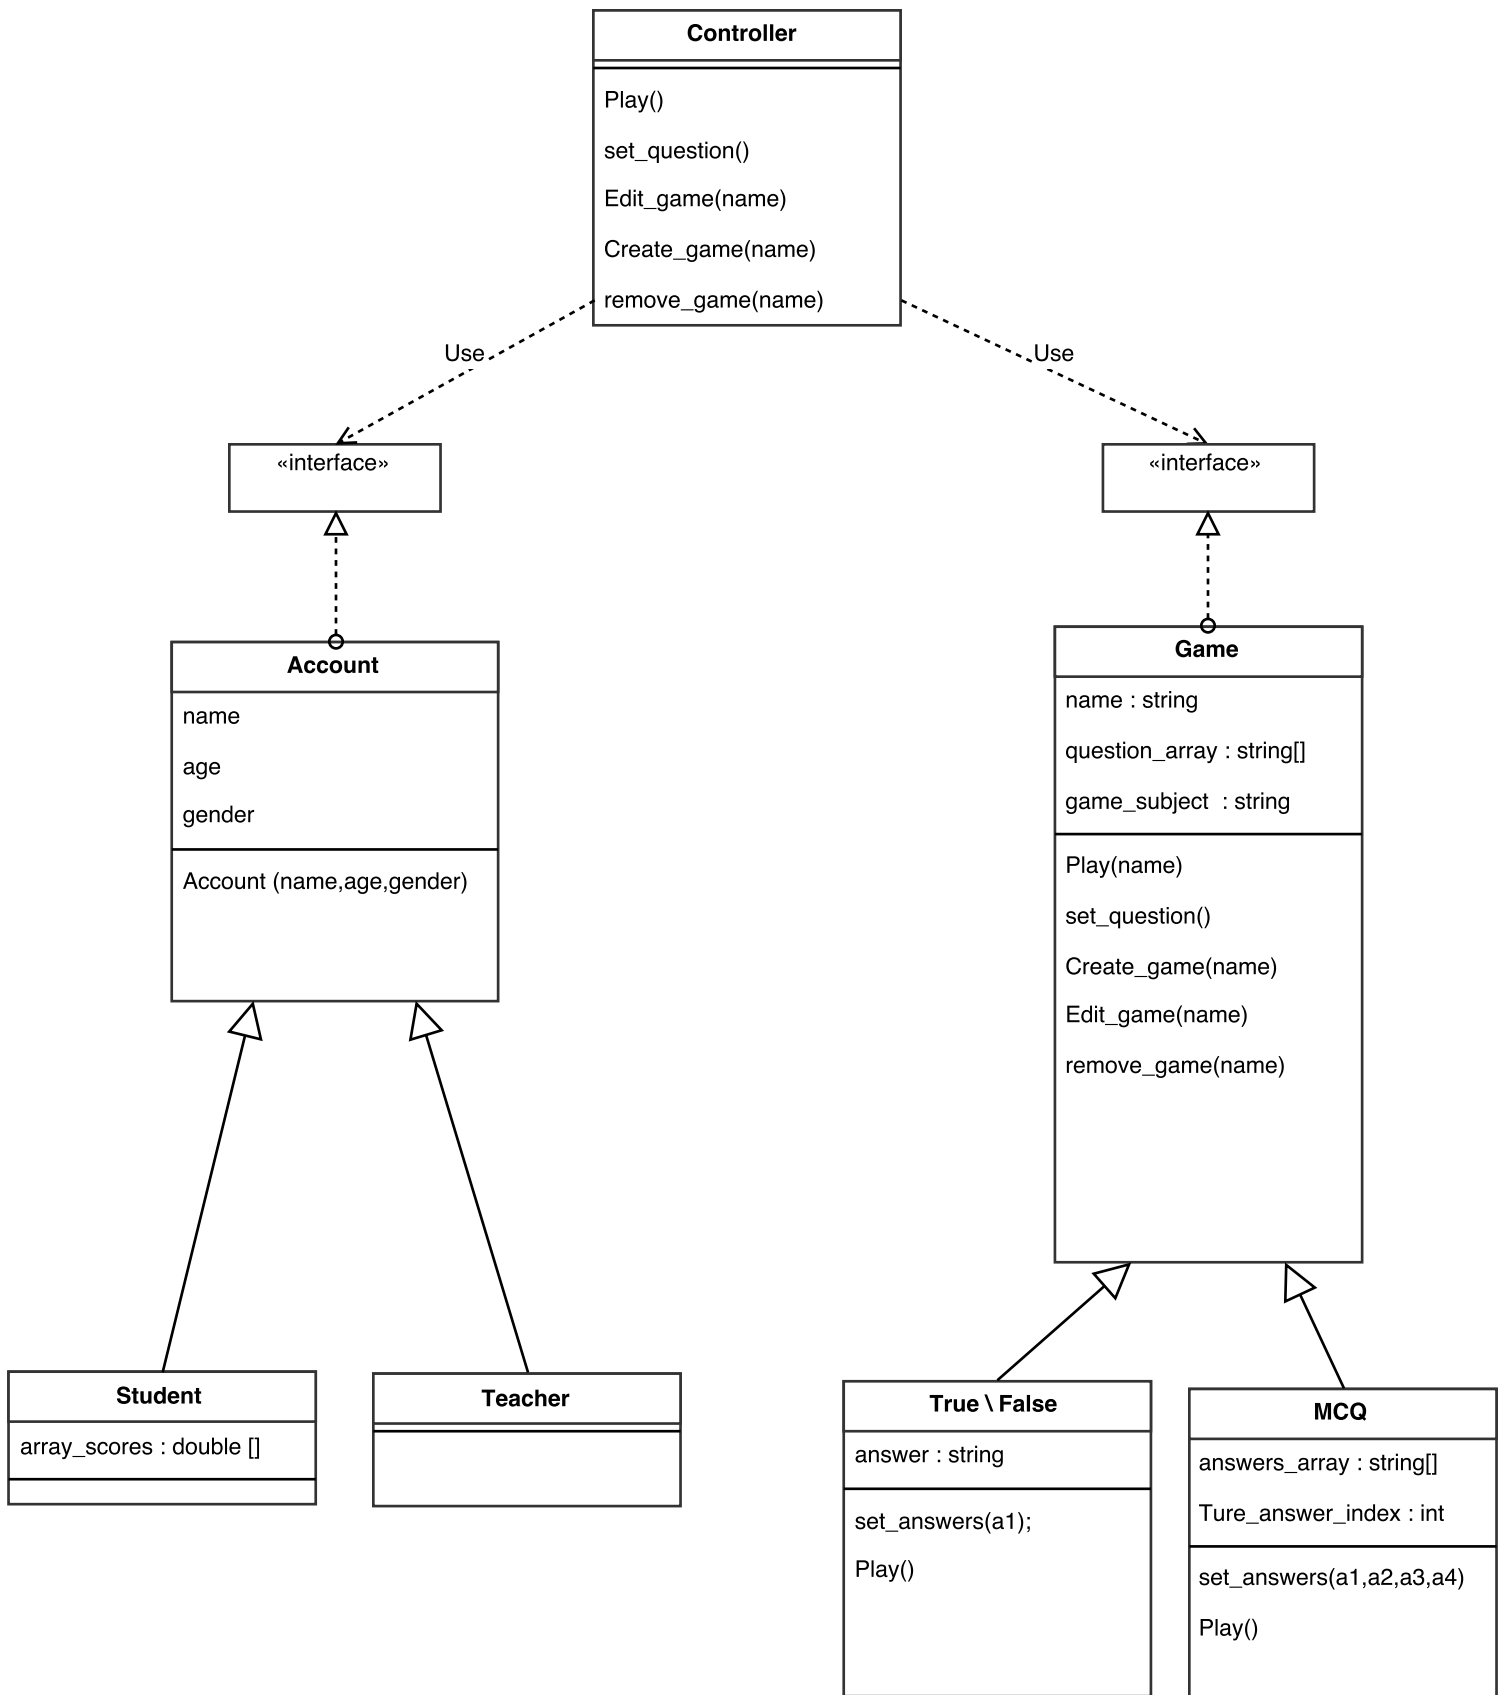 Controller
Play()
set_question()
Edit_game(name)
Create_game(name)
remove_game(name)
Use
Use
«interface»
«interface»
Account
name
age
gender
Account (name,age,gender)
Game
name : string
question_array : string[]
game_subject  : string
Play(name)
set_question()
Create_game(name)
Edit_game(name)
remove_game(name)
Student
array_scores : double []
Teacher
True \ False
answer : string
set_answers(a1);
Play()
MCQ
answers_array : string[]
Ture_answer_index : int
set_answers(a1,a2,a3,a4)
Play()